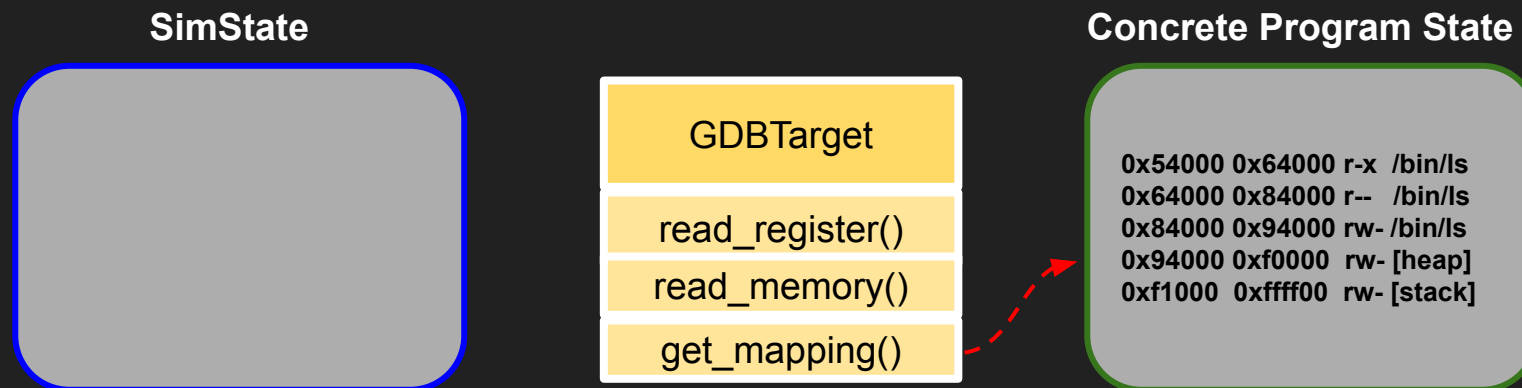 SimState
Concrete Program State
GDBTarget
read_register()
read_memory()
get_mapping()
0x54000 0x64000 r-x /bin/ls
0x64000 0x84000 r-- /bin/ls
0x84000 0x94000 rw- /bin/ls
0x94000 0xf0000 rw- [heap]
0xf1000 0xffff00 rw- [stack]